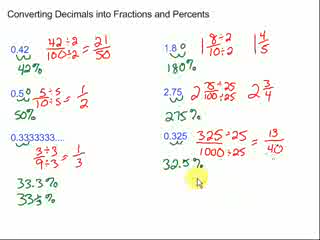 Converting Decimals into Fractions and Percents
0.42 42÷2/100÷2 = 21/50
42%
0.50 5÷5/10÷5 = 1/2
50%
0.3333333.... 3÷3/9÷3 = 1/3
33.3%
33⅓%
1.80 1 8÷2/10÷2 1 4/5
180%
2.75 2 75÷25/100÷25 2 3/4
275%
0.325 325÷25/1000÷25 = 13/40
32.5%